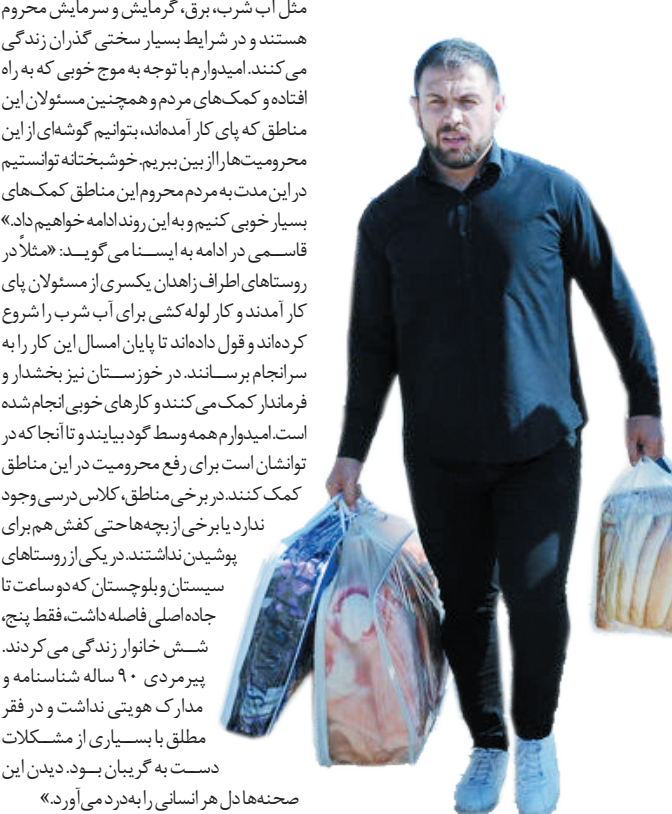 مثل آب شرب، برق، گرمایش و سرمایش محروم
هستند و در شرایط بسیار سختی گذران زندگی
می‌کنند. امیدوارم با توجه به موج خوبی که به راه
افتاده و کمک‌های مردم و همچنین مسئولان این
مناطق که پای کار آمده‌اند، بتوانیم گوشه‌ای از این
محرومیت‌ها را از بین ببریم. خوشبختانه توانستیم
در این مدت به مردم محروم این مناطق کمک‌های
بسیار خوبی کنیم و به این روند ادامه خواهیم داد.»
قاســمی در ادامه به ایســنا می‌گویــد: «مثلاً در
روستاهای اطراف زاهدان یکسری از مسئولان پای
کار آمدند و کار لوله‌کشی برای آب شرب را شروع
کرده‌اند و قول داده‌اند تا پایان امسال این کار را به
سرانجام برســانند. در خوزســتان نیز بخشدار و
فرماندار کمک می‌کنند و کارهای خوبی انجام شده
است. امیدوارم همه وسط گود بیایند و تا آنجا که در
توانشان است برای رفع محرومیت در این مناطق
کمک کنند. در برخی مناطق، کلاس درسی وجود
ندارد یا برخی از بچه‌ها حتی کفش هم برای
پوشیدن نداشتند. در یکی از روستاهای
سیستان و بلوچستان که دو ساعت تا
جاده اصلی فاصله داشت، فقط پنج،
شــش خانوار زندگی می‌کردند.
پیرمردی ۹۰ ساله شناسنامه و
مدارک هویتی نداشت و در فقر
مطلق با بســیاری از مشــکلات
دســت به گریبان بــود. دیدن این
صحنه‌ها دل هر انسانی را به‌درد می‌آورد.»